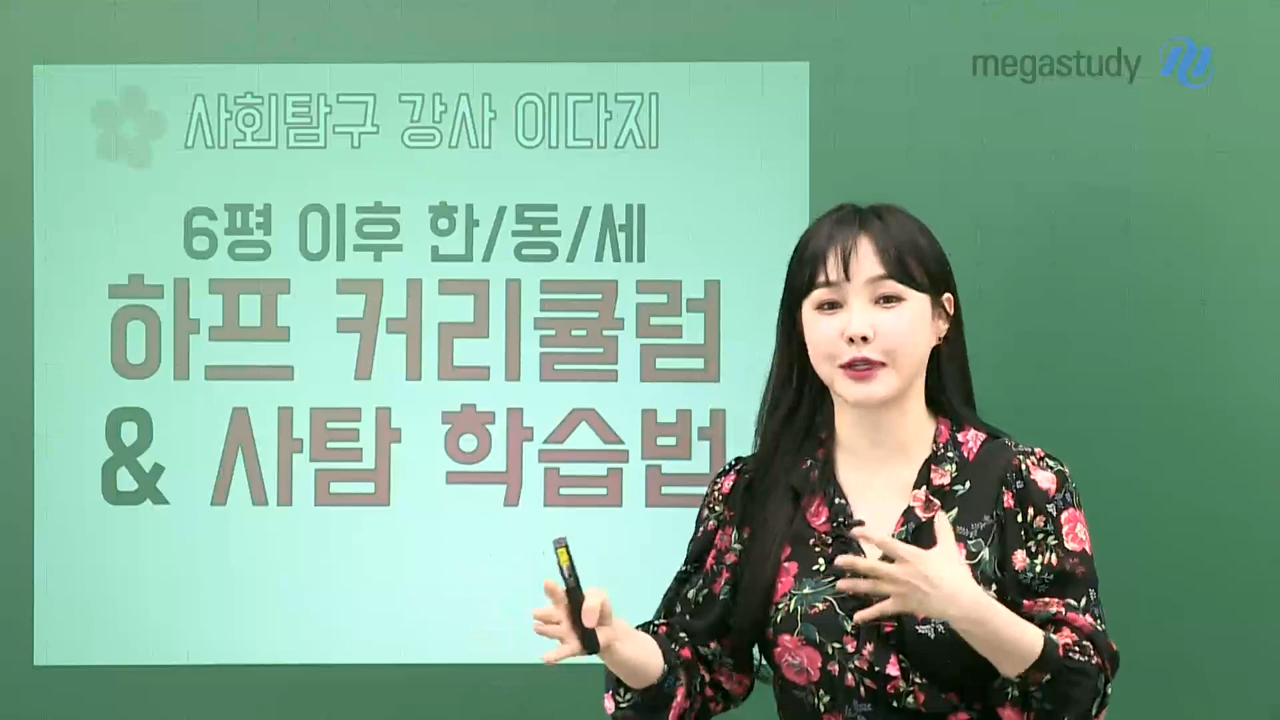 megastudy
사회탐구 강사 이다지
6평 이후 한/동/세
하프 커리큘럼
& 사탐 학습법